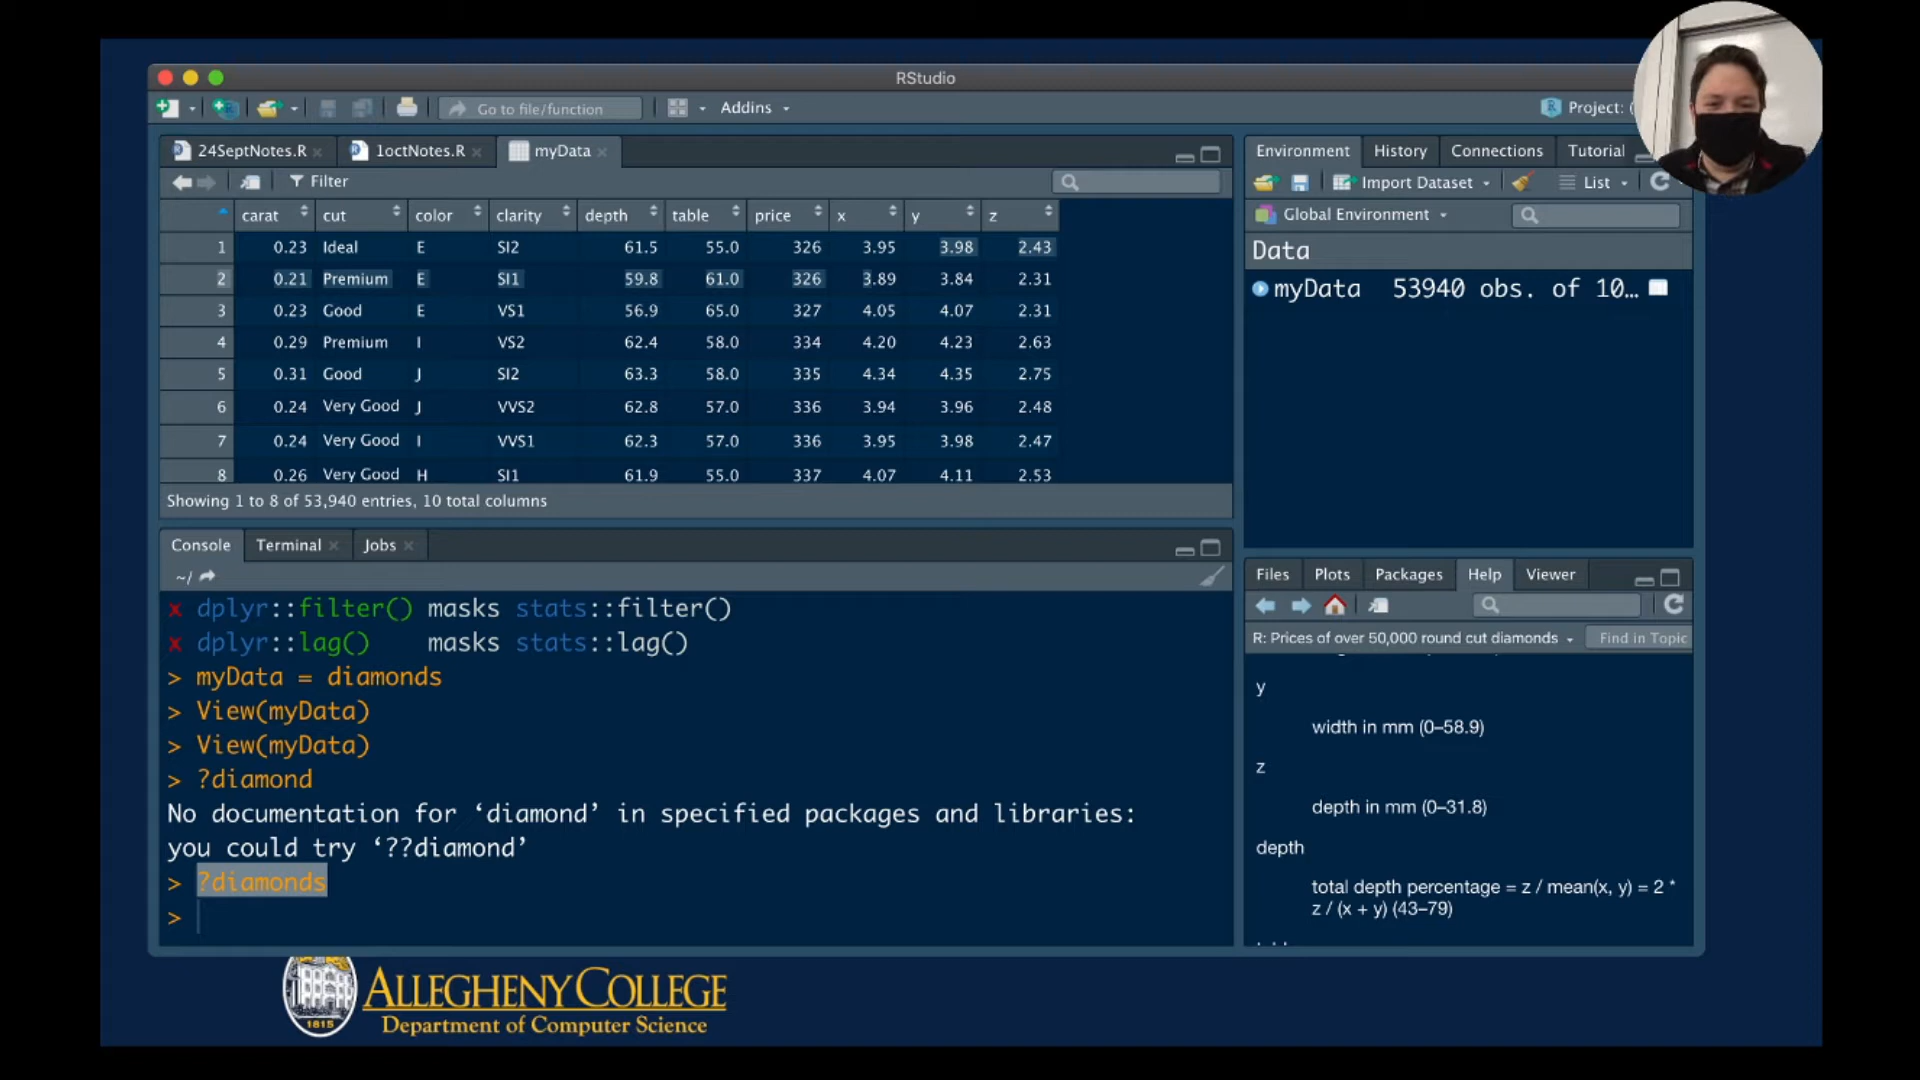 RStudio
Go to file/function
Addins
Project: (
24SeptNotes.R
1octNotes.R
myData
Filter
carat cut color clarity depth table price x y z
1 0.23 Ideal E SI2 61.5 55.0 326 3.95 3.98 2.43
2 0.21 Premium E SI1 59.8 61.0 326 3.89 3.84 2.31
3 0.23 Good E VS1 56.9 65.0 327 4.05 4.07 2.31
4 0.29 Premium I VS2 62.4 58.0 334 4.20 4.23 2.63
5 0.31 Good J SI2 63.3 58.0 335 4.34 4.35 2.75
6 0.24 Very Good J VVS2 62.8 57.0 336 3.94 3.96 2.48
7 0.24 Very Good I VVS1 62.3 57.0 336 3.95 3.98 2.47
8 0.26 Very Good H SI1 61.9 55.0 337 4.07 4.11 2.53
Showing 1 to 8 of 53,940 entries, 10 total columns
Console Terminal Jobs
~/
x dplyr::filter() masks stats::filter()
x dplyr::lag() masks stats::lag()
> myData = diamonds
> View(myData)
> View(myData)
> ?diamond
No documentation for ‘diamond’ in specified packages and libraries:
you could try ‘??diamond’
> ?diamonds
>
Environment History Connections Tutorial
Import Dataset List
Global Environment
Data
myData 53940 obs. of 10…
Files Plots Packages Help Viewer
R: Prices of over 50,000 round cut diamonds Find in Topic
y
width in mm (0–58.9)
z
depth in mm (0–31.8)
depth
total depth percentage = z / mean(x, y) = 2 *
z / (x + y) (43–79)
1815
ALLEGHENY COLLEGE
Department of Computer Science